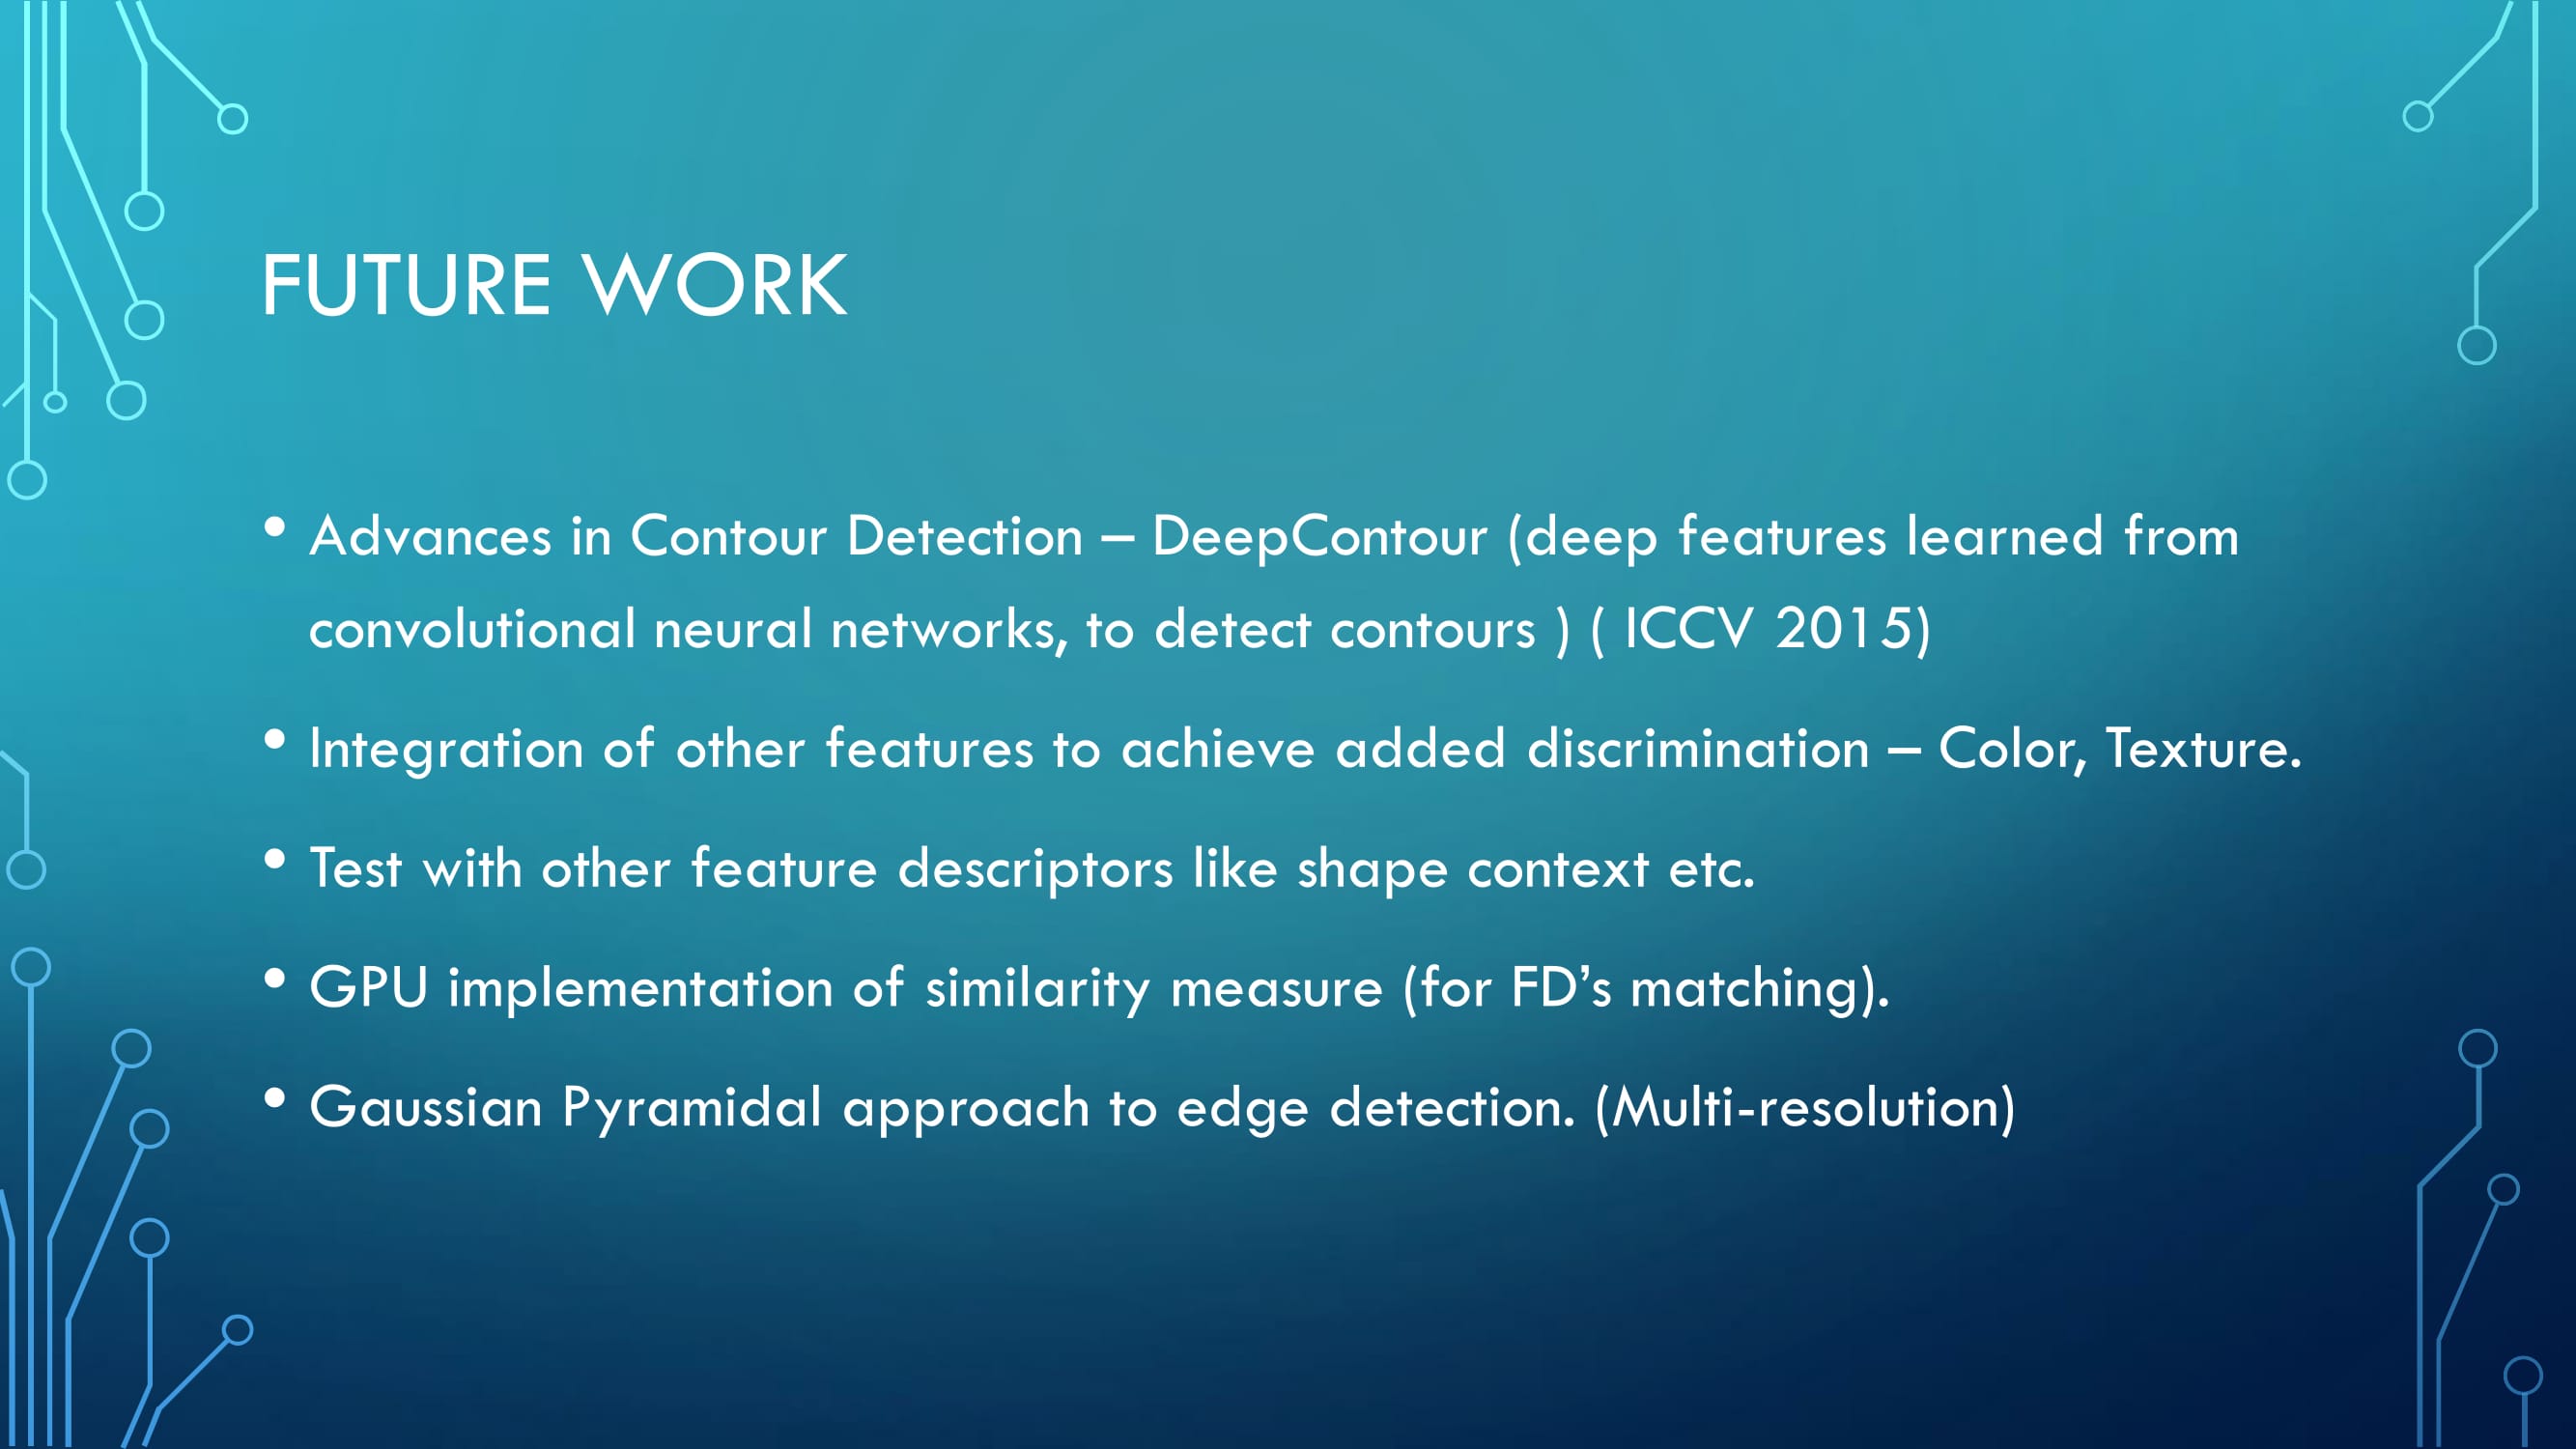 FUTURE WORK
• Advances in Contour Detection – DeepContour (deep features learned from
convolutional neural networks, to detect contours ) ( ICCV 2015)
• Integration of other features to achieve added discrimination – Color, Texture.
• Test with other feature descriptors like shape context etc.
• GPU implementation of similarity measure (for FD’s matching).
• Gaussian Pyramidal approach to edge detection. (Multi-resolution)